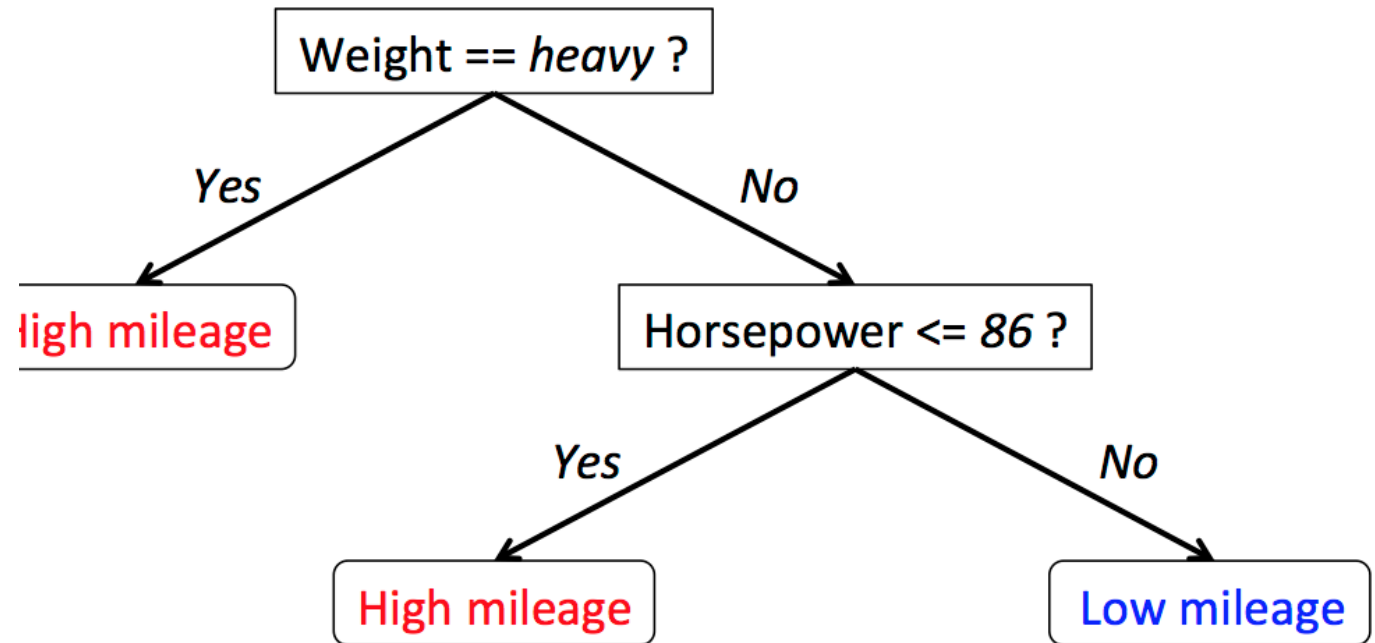 Weight == heavy ?
Yes
No
High mileage
Horsepower <= 86 ?
Yes
No
High mileage
Low mileage